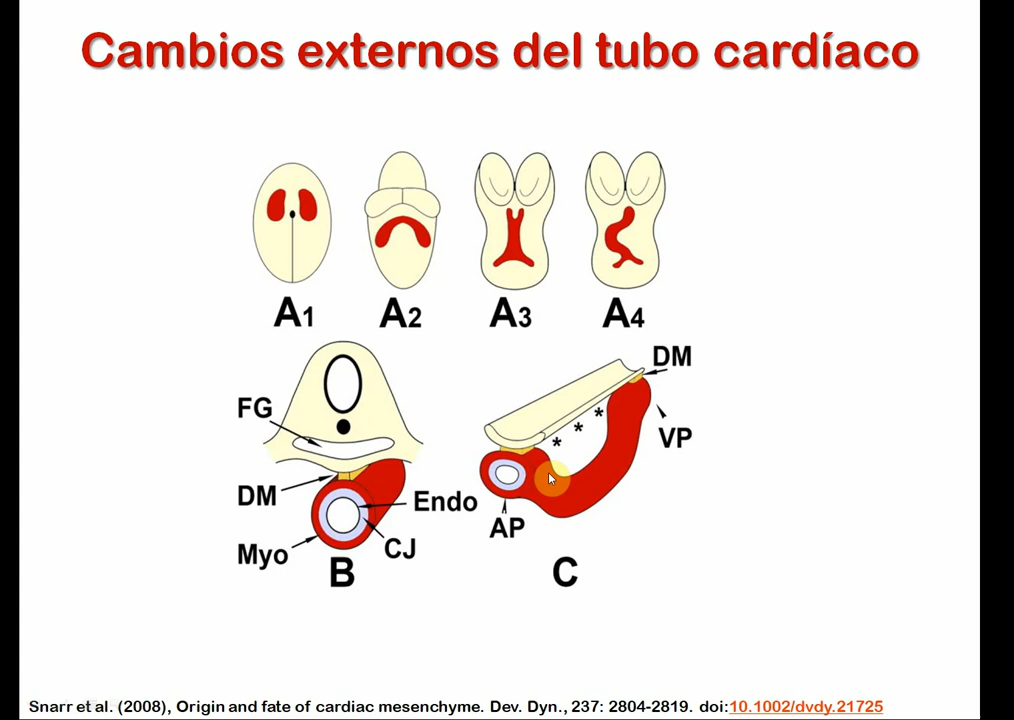 Cambios externos del tubo cardíaco
A1 A2 A3 A4
DM
FG
VP
DM
Endo
AP
Myo
CJ
B
C
Snarr et al. (2008), Origin and fate of cardiac mesenchyme. Dev. Dyn., 237: 2804-2819. doi:10.1002/dvdy.21725